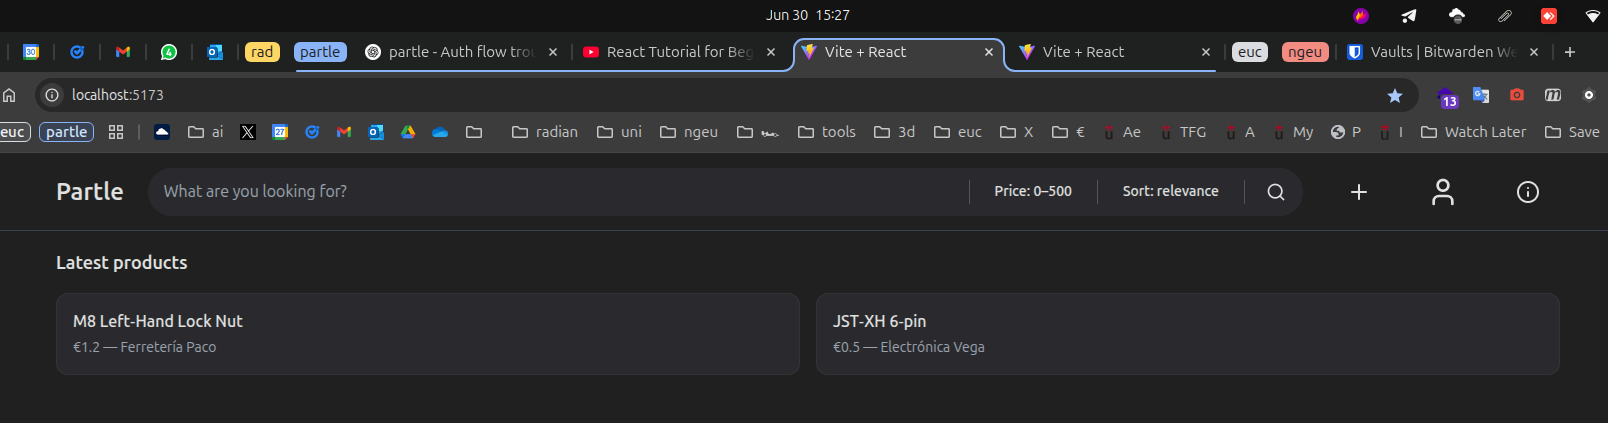 Jun 30 15:27
30 4 rad partle partle - Auth flow trou React Tutorial for Beg Vite + React Vite + React euc ngeu Vaults | Bitwarden We
localhost:5173 13
euc partle ai 27 radian uni ngeu tools 3d euc X € Ae TFG A My P I Watch Later Save
Partle What are you looking for? Price: 0–500 Sort: relevance
Latest products
M8 Left-Hand Lock Nut
€1.2 — Ferretería Paco
JST-XH 6-pin
€0.5 — Electrónica Vega